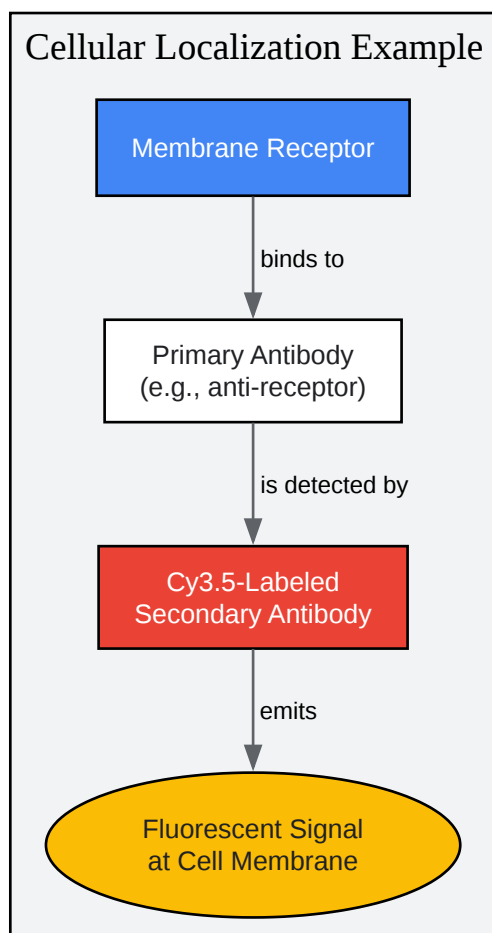 Cellular Localization Example
Membrane Receptor
binds to
Primary Antibody
(e.g., anti-receptor)
is detected by
Cy3.5-Labeled
Secondary Antibody
emits
Fluorescent Signal
at Cell Membrane